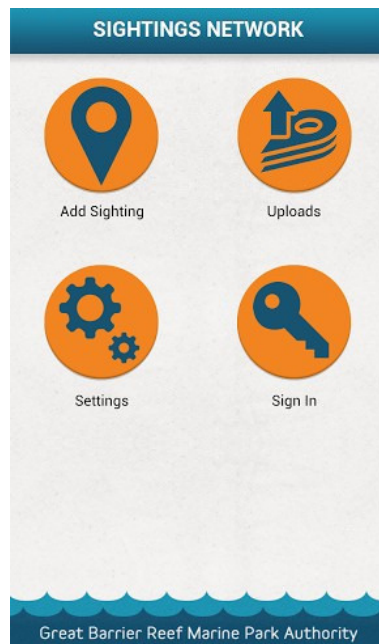 SIGHTINGS NETWORK
Add Sighting
Uploads
Settings
Sign In
Great Barrier Reef Marine Park Authority